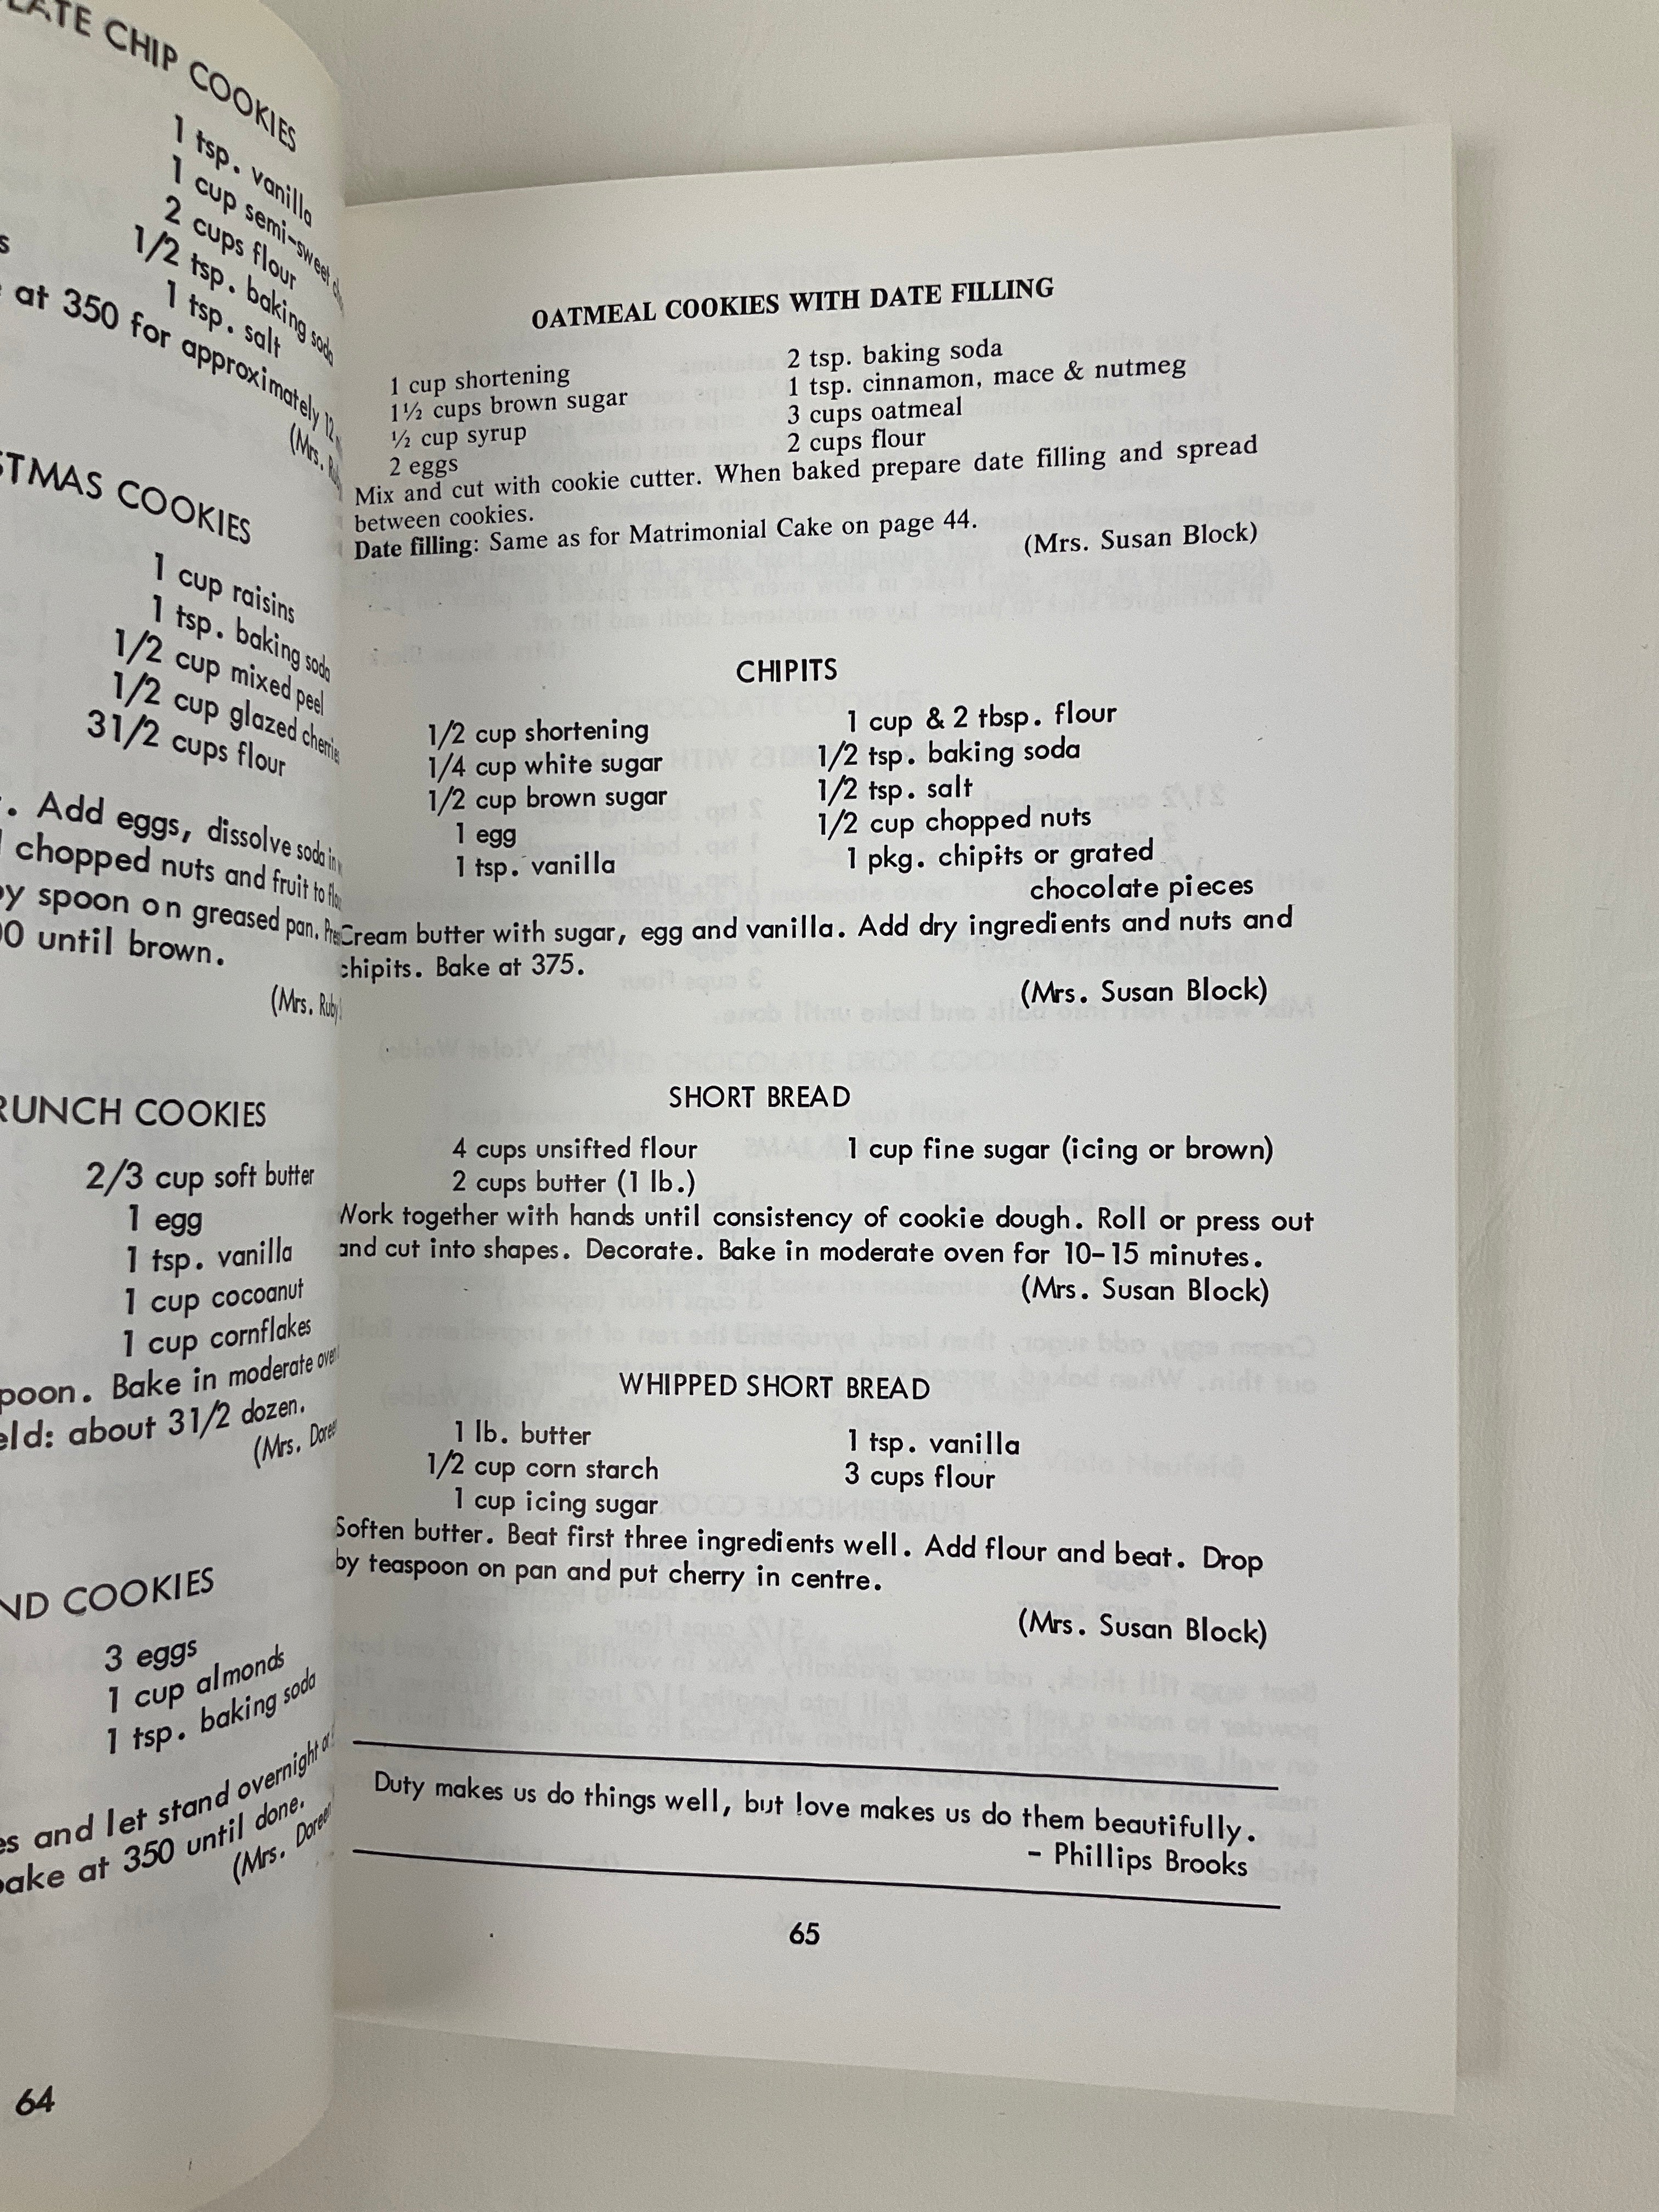 CHIP COOKIES
1 tsp. vanilla
1 cup semi-sweet
2 cups flour
1/2 tsp. baking soda
1 tsp. salt
at 350 for approximately 12
(Mrs.
COOKIES
1 cup raisins
1 tsp. baking soda
1/2 cup mixed peel
1/2 cup glazed cherries
31/2 cups flour
Add eggs, dissolve soda in
chopped nuts and fruit to
by spoon on greased pan.
until brown.
(Mrs. Ruby
COOKIES
2/3 cup soft butter
1 egg
1 tsp. vanilla
1 cup cocoanut
1 cup cornflakes
Bake in moderate
about 31/2 dozen.
(Mrs.
COOKIES
3 eggs
1 cup almonds
1 tsp. baking soda
and let stand overnight or
at 350 until done.
(Mrs. Doreen
64
OATMEAL COOKIES WITH DATE FILLING
1 cup shortening
1½ cups brown sugar
½ cup syrup
2 eggs
2 tsp. baking soda
1 tsp. cinnamon, mace & nutmeg
3 cups oatmeal
2 cups flour
Mix and cut with cookie cutter. When baked prepare date filling and spread
between cookies.
Date filling: Same as for Matrimonial Cake on page 44.
(Mrs. Susan Block)
CHIPITS
1/2 cup shortening
1/4 cup white sugar
1/2 cup brown sugar
1 egg
1 tsp. vanilla
1 cup & 2 tbsp. flour
1/2 tsp. baking soda
1/2 tsp. salt
1/2 cup chopped nuts
1 pkg. chipits or grated
chocolate pieces
Cream butter with sugar, egg and vanilla. Add dry ingredients and nuts and
chipits. Bake at 375.
(Mrs. Susan Block)
SHORT BREAD
4 cups unsifted flour
2 cups butter (1 lb.)
1 cup fine sugar (icing or brown)
Work together with hands until consistency of cookie dough. Roll or press out
and cut into shapes. Decorate. Bake in moderate oven for 10-15 minutes.
(Mrs. Susan Block)
WHIPPED SHORT BREAD
1 lb. butter
1/2 cup corn starch
1 cup icing sugar
1 tsp. vanilla
3 cups flour
Soften butter. Beat first three ingredients well. Add flour and beat. Drop
by teaspoon on pan and put cherry in centre.
(Mrs. Susan Block)
Duty makes us do things well, but love makes us do them beautifully.
- Phillips Brooks
65